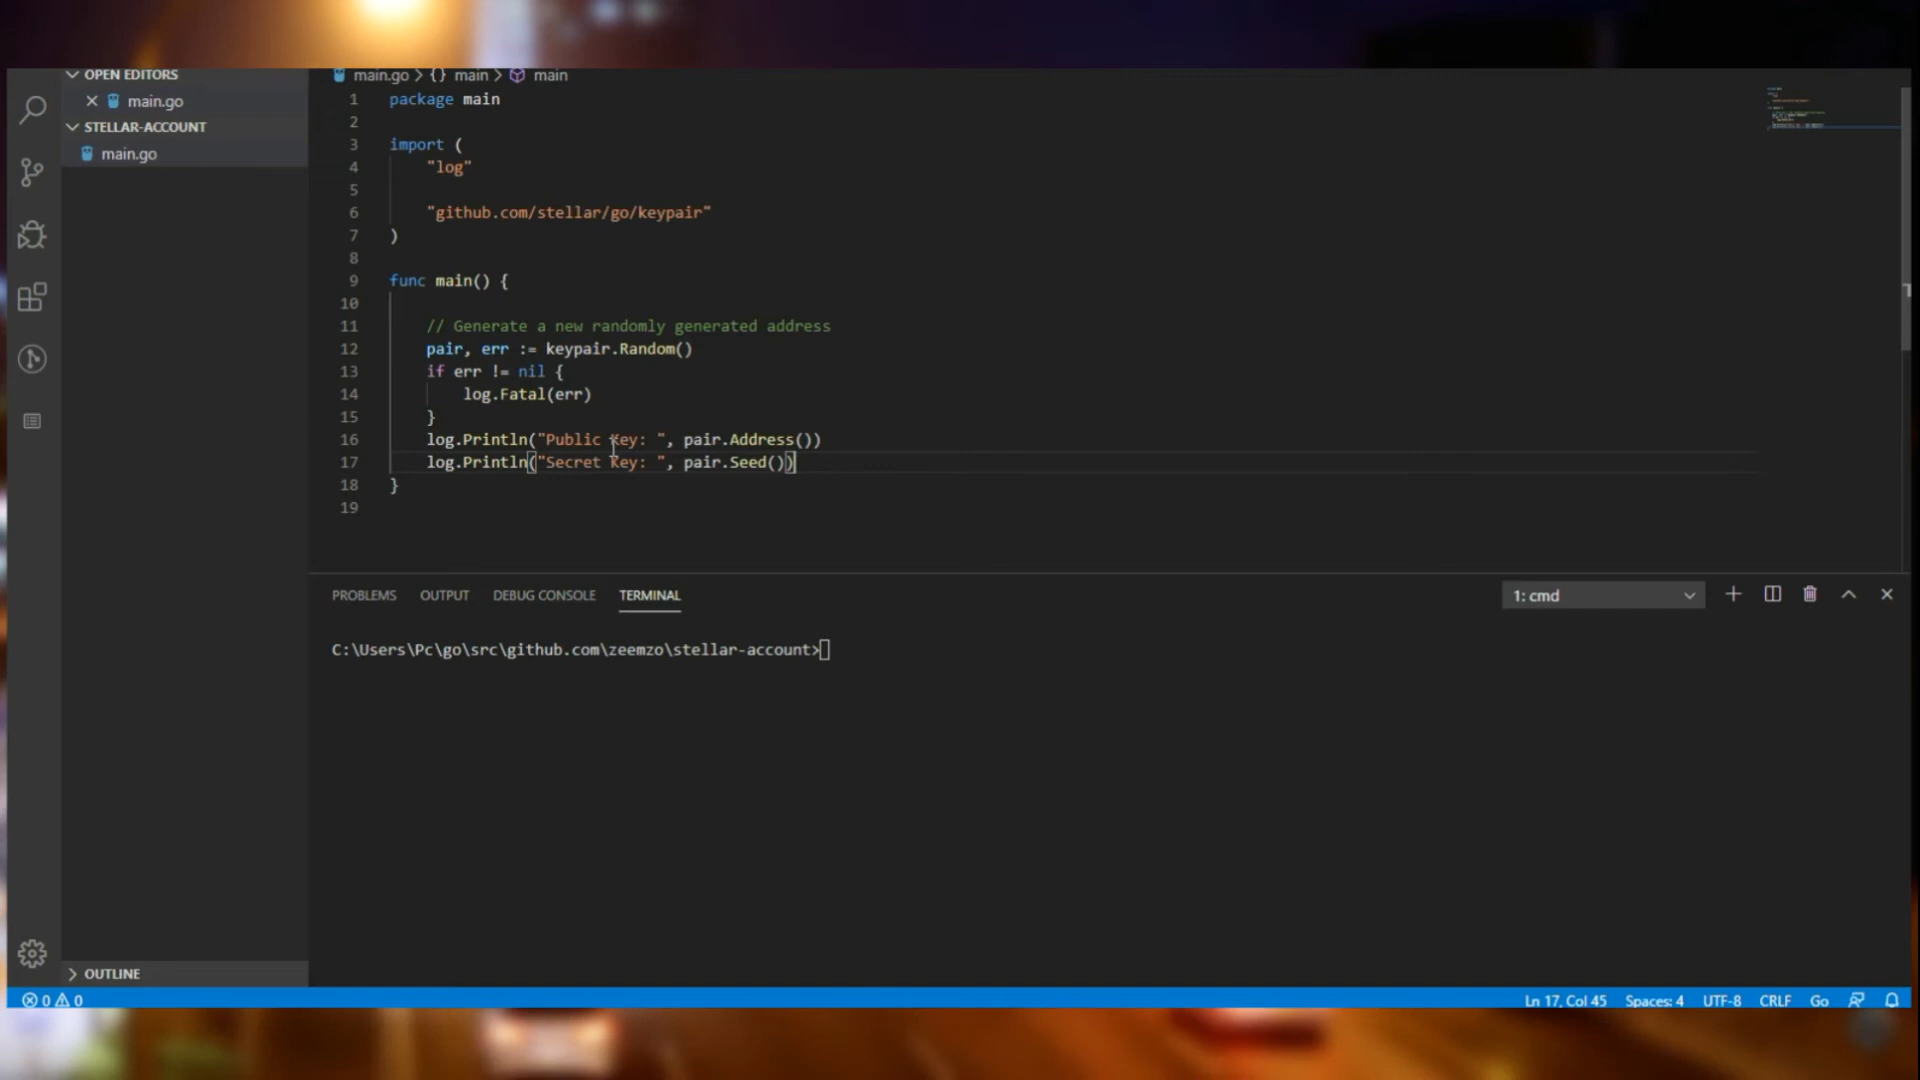 OPEN EDITORS
main.go
STELLAR-ACCOUNT
main.go
OUTLINE
main.go > {} main > main
1 package main
2
3 import (
4 "log"
5
6 "github.com/stellar/go/keypair"
7 )
8
9 func main() {
10
11 // Generate a new randomly generated address
12 pair, err := keypair.Random()
13 if err != nil {
14 log.Fatal(err)
15 }
16 log.Println("Public Key: ", pair.Address())
17 log.Println("Secret Key: ", pair.Seed())
18 }
19
PROBLEMS OUTPUT DEBUG CONSOLE TERMINAL 1: cmd
C:\Users\Pc\go\src\github.com\zeemzo\stellar-account>
0 0 Ln 17, Col 45 Spaces: 4 UTF-8 CRLF Go